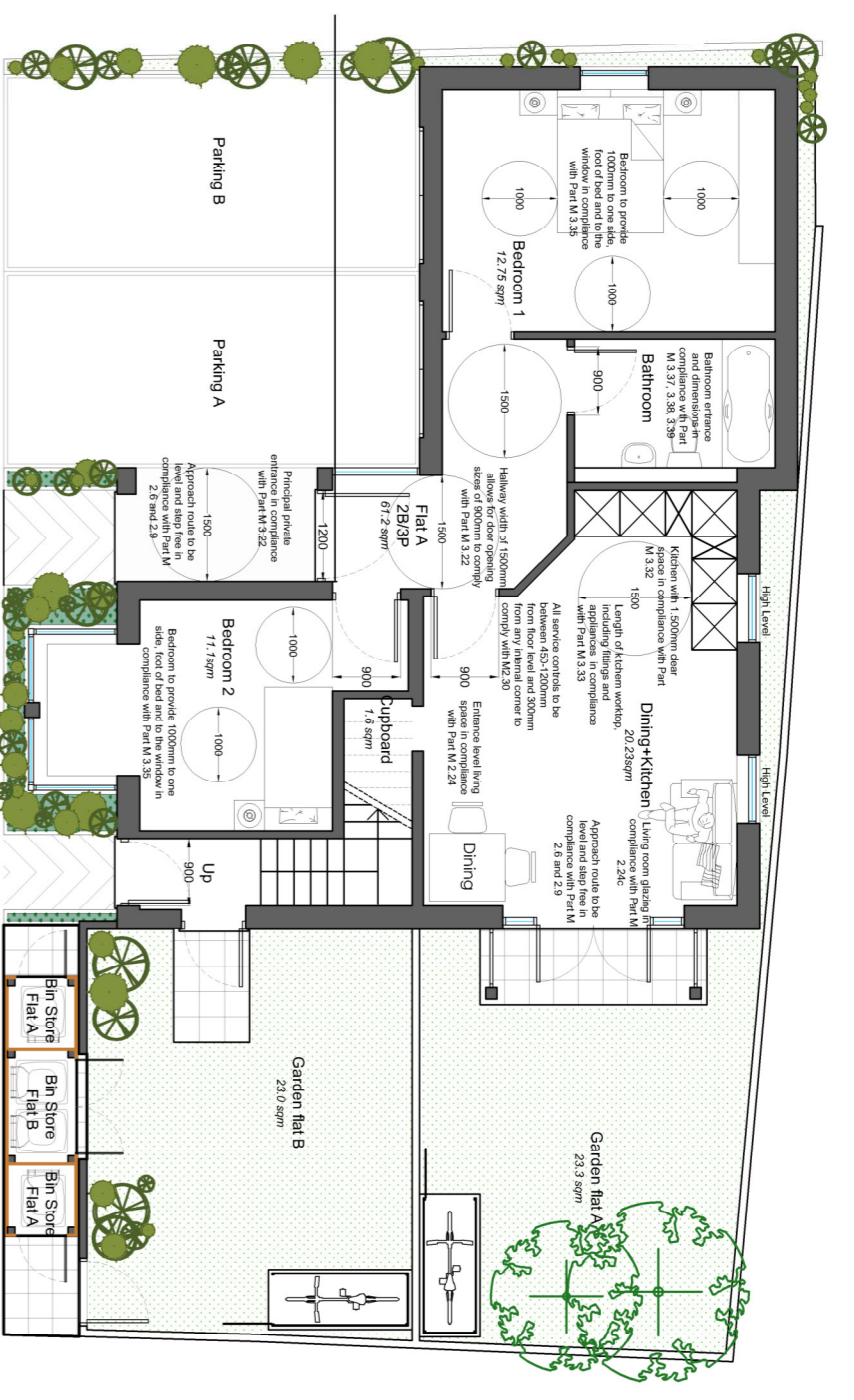 Parking B
Parking A
Bedroom to provide
1000mm to one side,
foot of bed and to the
window in compliance
with Part M 3.35
1000
1000
1000
Bedroom 1
12.75 sqm
Bathroom entrance
and dimensions in
compliance with Part
M 3.37, 3.38, 3.39
Bathroom
900
1500
Hallway width of 1500mm
allows for door opening
sizes of 900mm to comply
with Part M 3.22
1500
Flat A
2B/3P
61.2 sqm
1200
Principal private
entrance in compliance
with Part M 3.22
1500
Approach route to be
level and step free in
compliance with Part M
2.6 and 2.9
High Level
Kitchen with 1,500mm clear
space in compliance with Part
M 3.32
1500
Length of kitchern worktop,
including fittings and
appliances in compliance
with Part M 3.33
All service controls to be
between 450-1200mm
from floor level and 300mm
from any internal corner to
comply with M2.30
900
900
Dining+Kitchen
20.23sqm
High Level
Living room glazing in
compliance with Part M
2.24c
Approach route to be
level and step free in
compliance with Part M
2.6 and 2.9
Entrance level living
space in compliance
with Part M 2.24
Dining
Cupboard
1.6 sqm
Bedroom 2
11.1sqm
1000
1000
Bedroom to provide 1000mm to one
side, foot of bed and to the window in
compliance with Part M 3.35
Up
900
Garden flat A
23.3 sqm
Garden flat B
23.0 sqm
Bin Store
Flat A
Bin Store
Flat B
Bin Store
Flat A